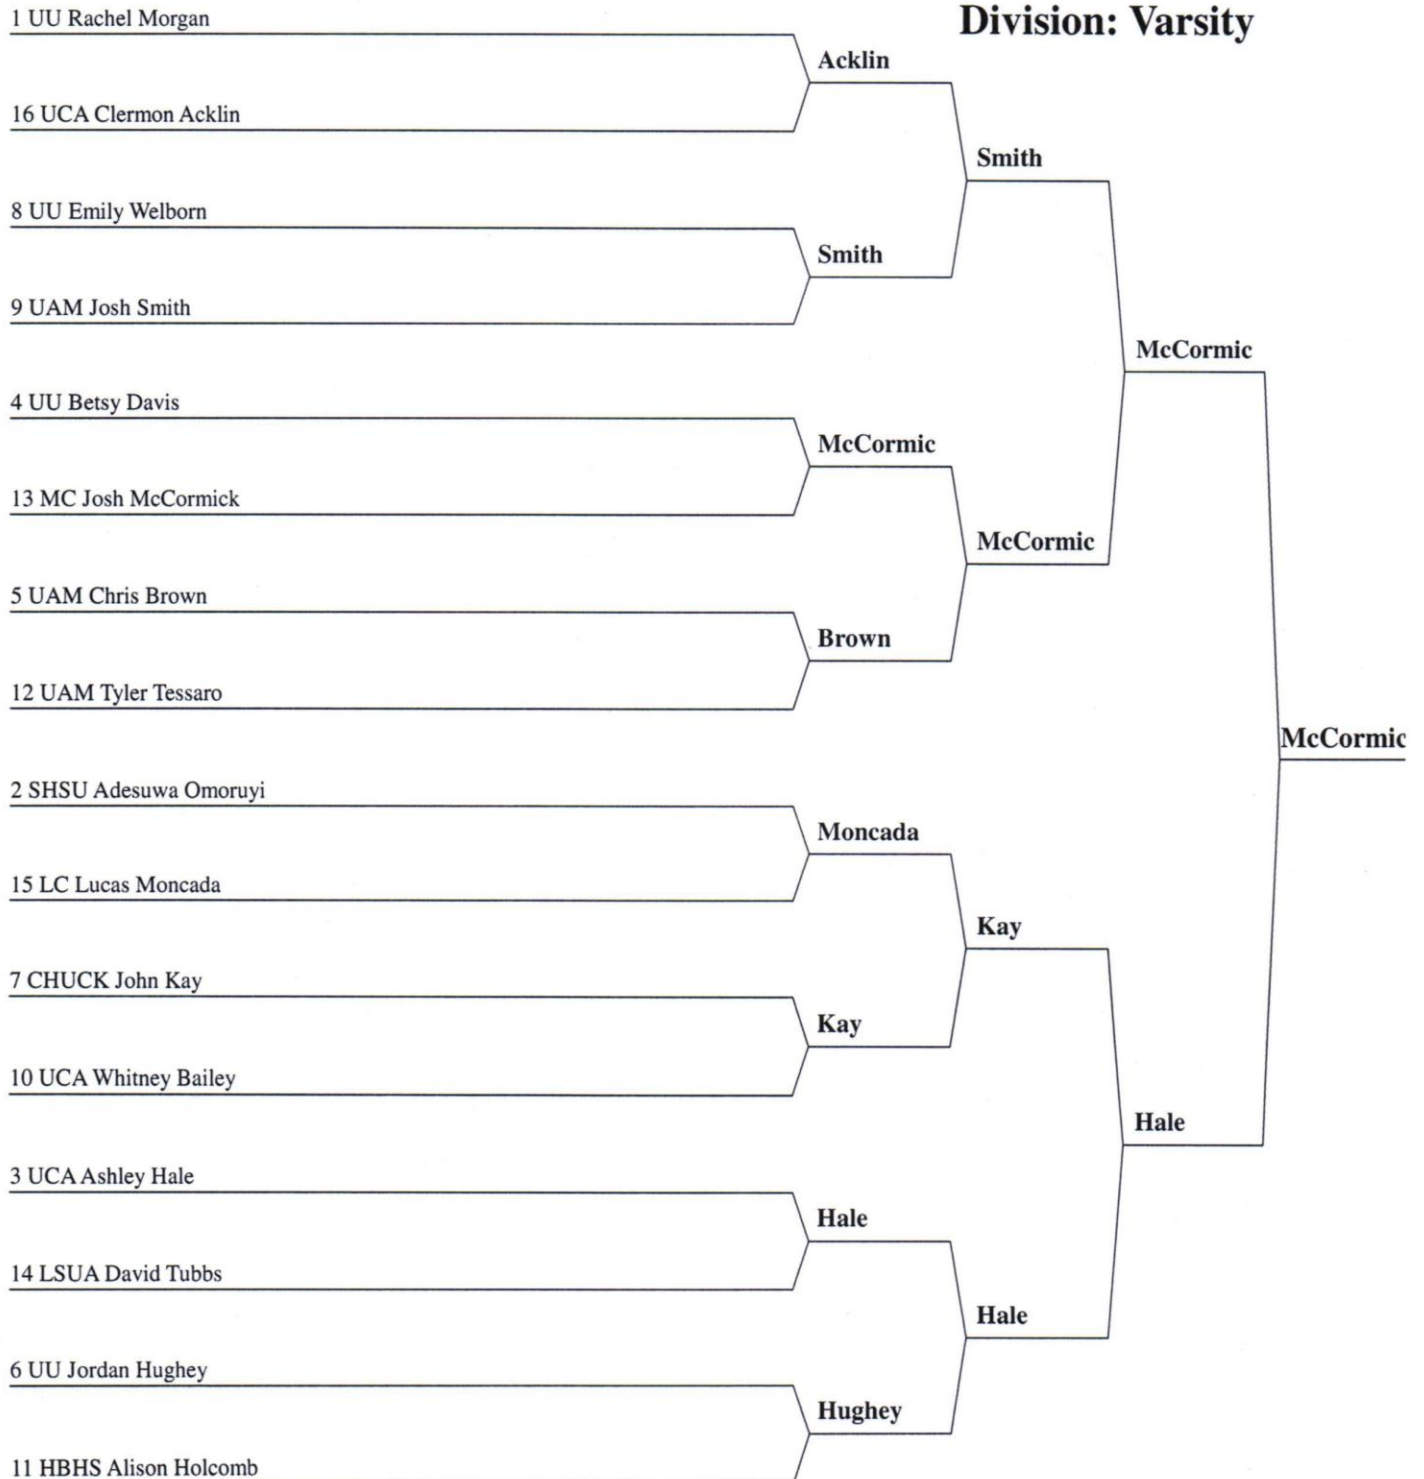 Division: Varsity
1 UU Rachel Morgan
Acklin
16 UCA Clermon Acklin
Smith
8 UU Emily Welborn
Smith
9 UAM Josh Smith
McCormic
4 UU Betsy Davis
McCormic
13 MC Josh McCormick
McCormic
5 UAM Chris Brown
Brown
12 UAM Tyler Tessaro
McCormic
2 SHSU Adesuwa Omoruyi
Moncada
15 LC Lucas Moncada
Kay
7 CHUCK John Kay
Kay
10 UCA Whitney Bailey
Hale
3 UCA Ashley Hale
Hale
14 LSUA David Tubbs
Hale
6 UU Jordan Hughey
Hughey
11 HBHS Alison Holcomb